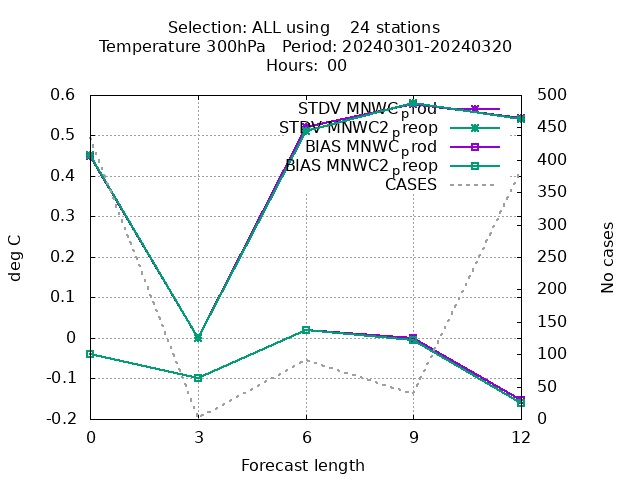 Selection: ALL using    24 stations
Temperature 300hPa   Period: 20240301-20240320
Hours:  00
STDV MNWC_prod
STDV MNWC2_preop
BIAS MNWC_prod
BIAS MNWC2_preop
CASES
0.6
0.5
0.4
0.3
0.2
0.1
0
-0.1
-0.2
deg C
500
450
400
350
300
250
200
150
100
50
0
No cases
0 3 6 9 12
Forecast length